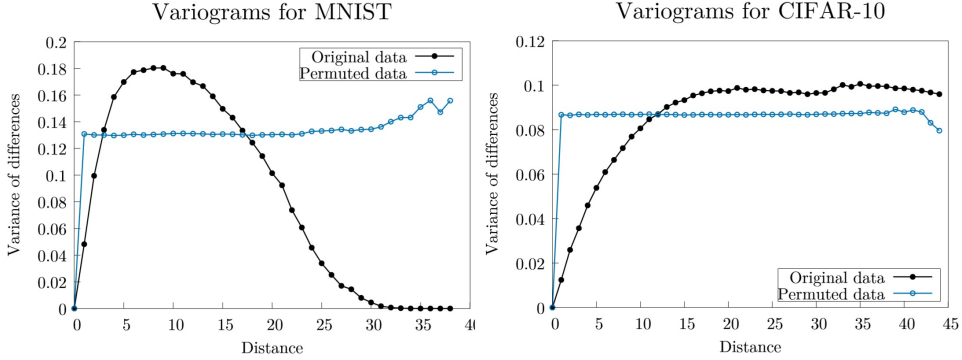 Variograms for MNIST
Variance of differences
0.2
0.18
0.16
0.14
0.12
0.1
0.08
0.06
0.04
0.02
0
Original data
Permuted data
0 5 10 15 20 25 30 35 40
Distance
Variograms for CIFAR-10
Variance of differences
0.12
0.1
0.08
0.06
0.04
0.02
0
Original data
Permuted data
0 5 10 15 20 25 30 35 40 45
Distance